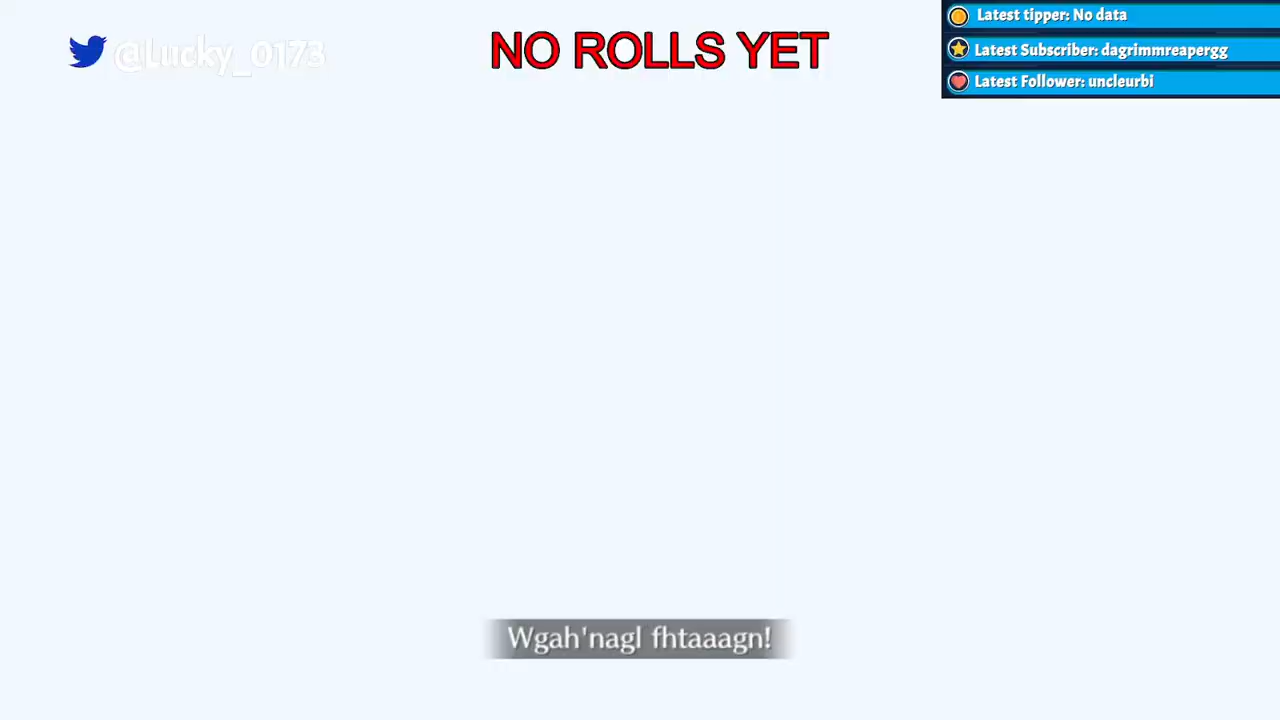 @lucky_0173
NO ROLLS YET
Latest tipper: No data
Latest Subscriber: dagrimmreapergg
Latest Follower: uncleurbi
Wgah'nagl fhtaaagn!